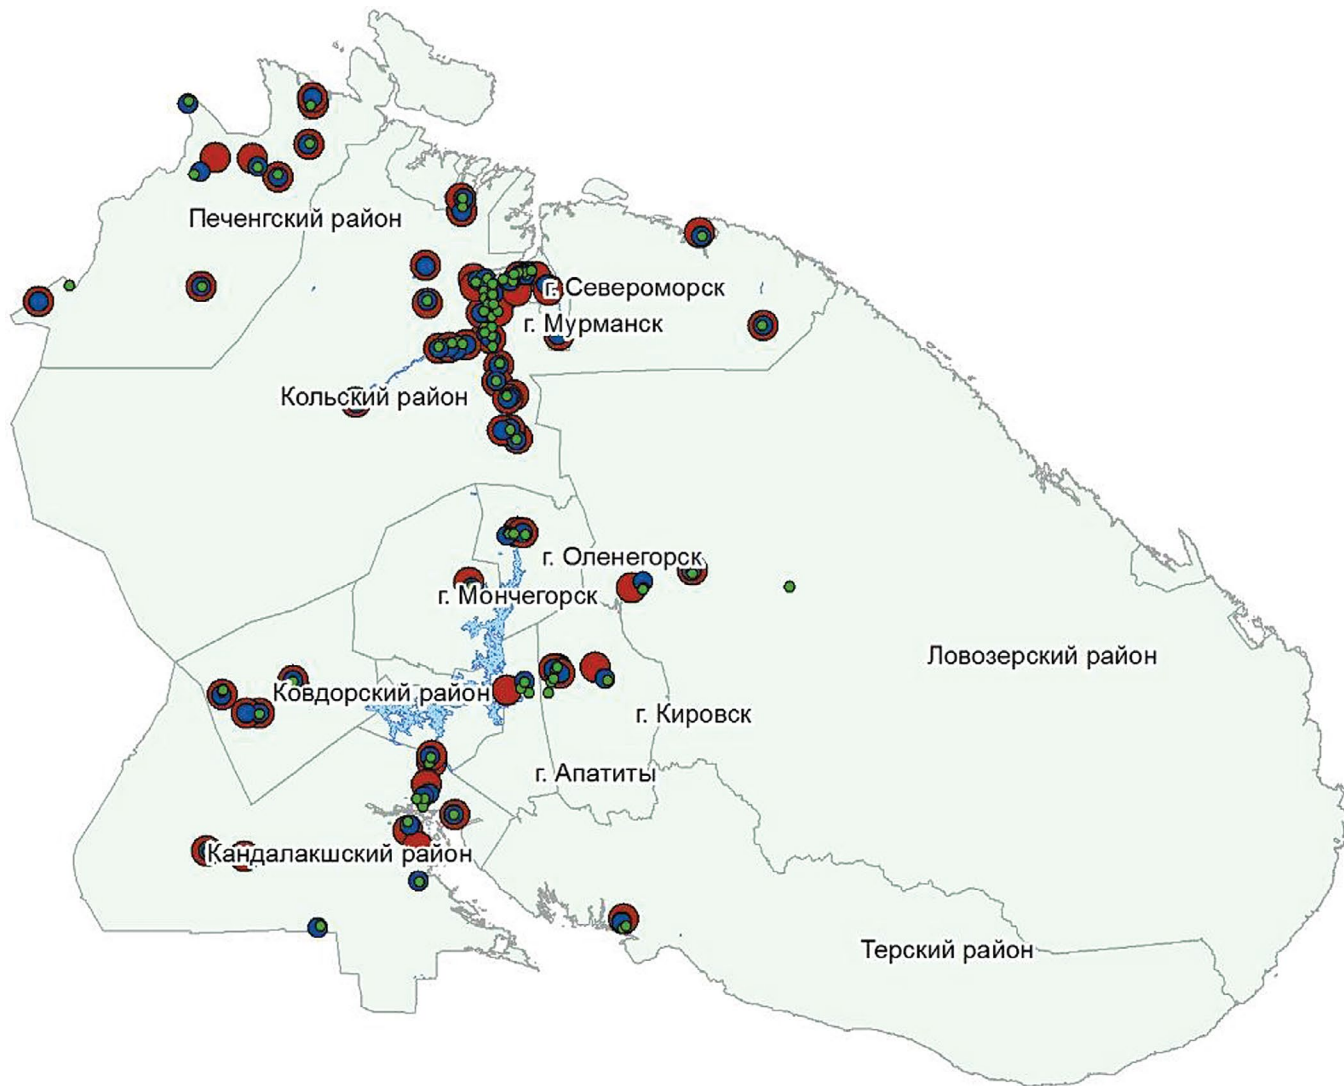 Печенгский район
г. Североморск
г. Мурманск
Кольский район
г. Оленегорск
г. Мончегорск
Ловозерский район
Ковдорский район
г. Кировск
г. Апатиты
Кандалакшский район
Терский район